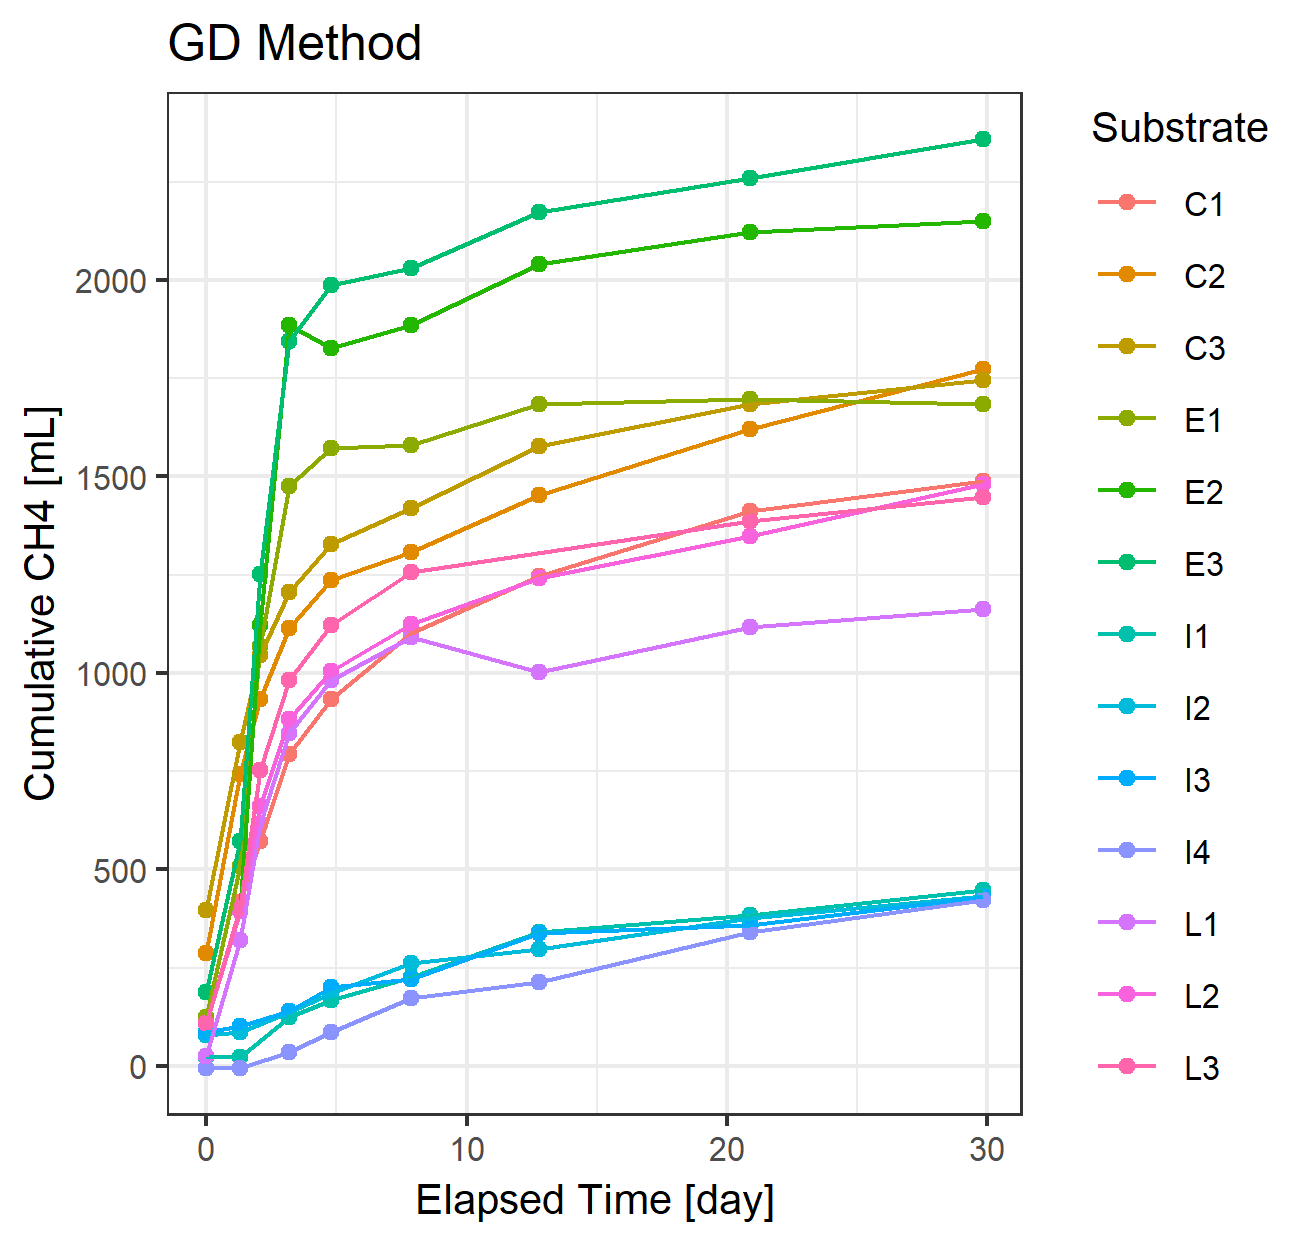 GD Method
Cumulative CH4 [mL]
2000
1500
1000
500
0
0 10 20 30
Elapsed Time [day]
Substrate
C1
C2
C3
E1
E2
E3
I1
I2
I3
I4
L1
L2
L3